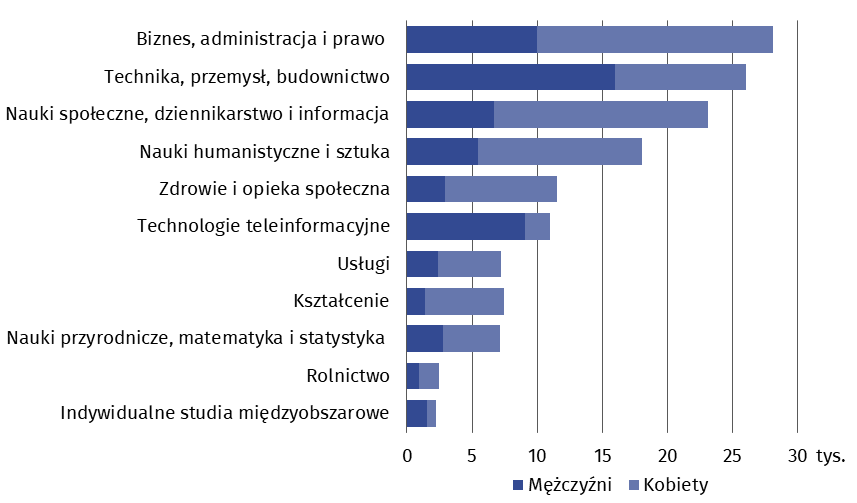 Biznes, administracja i prawo
Technika, przemysł, budownictwo
Nauki społeczne, dziennikarstwo i informacja
Nauki humanistyczne i sztuka
Zdrowie i opieka społeczna
Technologie teleinformacyjne
Usługi
Kształcenie
Nauki przyrodnicze, matematyka i statystyka
Rolnictwo
Indywidualne studia międzyobszarowe
0 5 10 15 20 25 30 tys.
Mężczyźni Kobiety